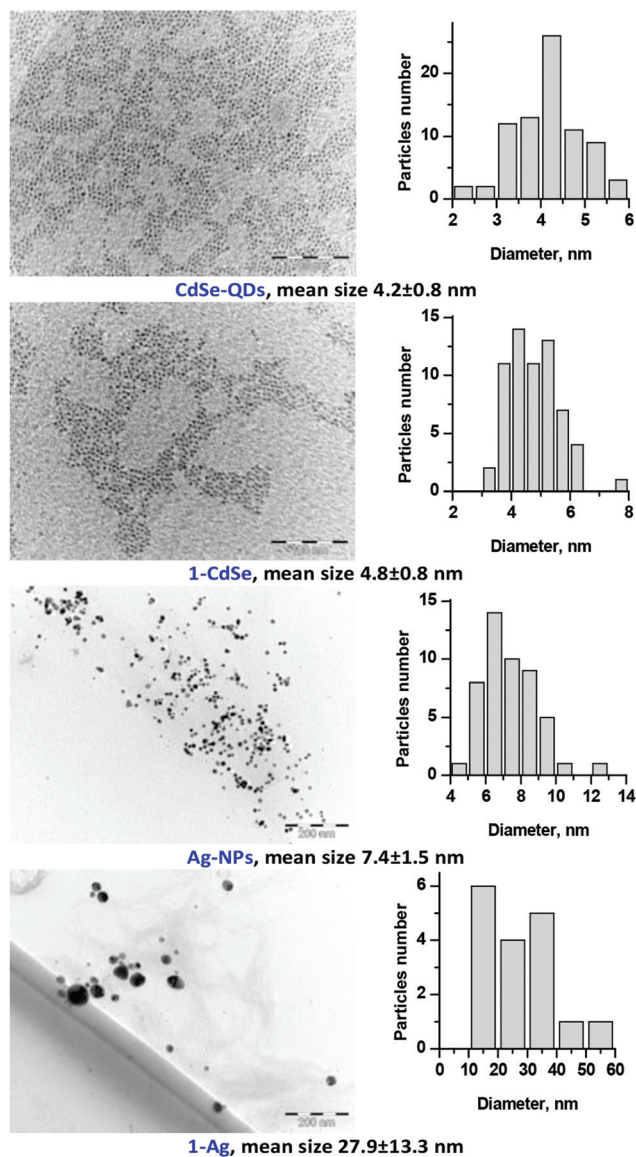 Particles number
20
10
0
2 3 4 5 6
Diameter, nm
CdSe-QDs, mean size 4.2±0.8 nm
Particles number
15
10
5
0
2 4 6 8
Diameter, nm
1-CdSe, mean size 4.8±0.8 nm
Particles number
15
10
5
0
4 6 8 10 12 14
Diameter, nm
200 nm
Ag-NPs, mean size 7.4±1.5 nm
Particles number
6
4
2
0
0 10 20 30 40 50 60
Diameter, nm
200 nm
1-Ag, mean size 27.9±13.3 nm